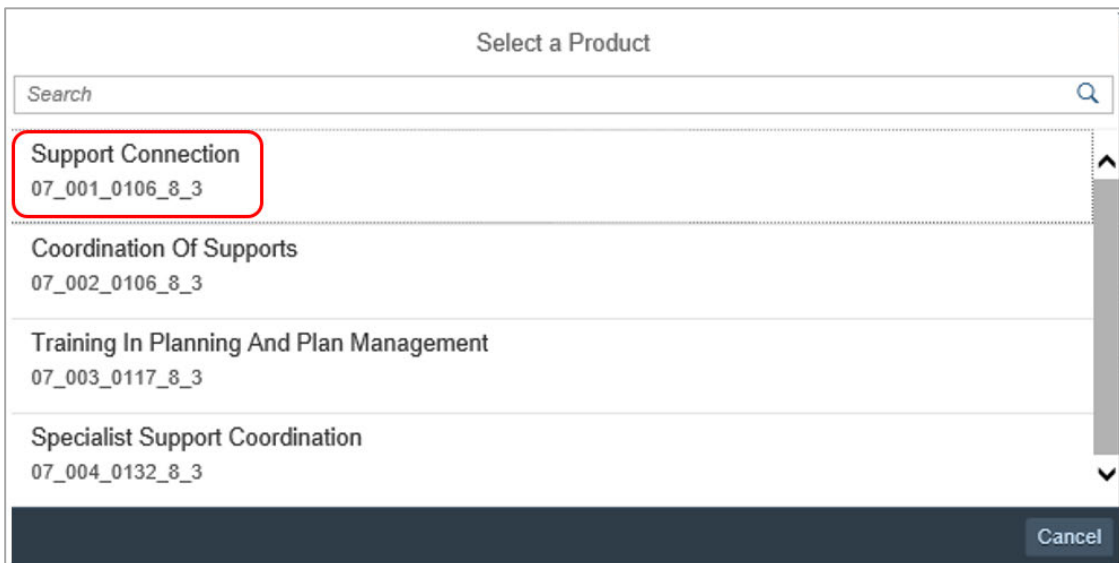 Select a Product
Search
Support Connection
07_001_0106_8_3
Coordination Of Supports
07_002_0106_8_3
Training In Planning And Plan Management
07_003_0117_8_3
Specialist Support Coordination
07_004_0132_8_3
Cancel